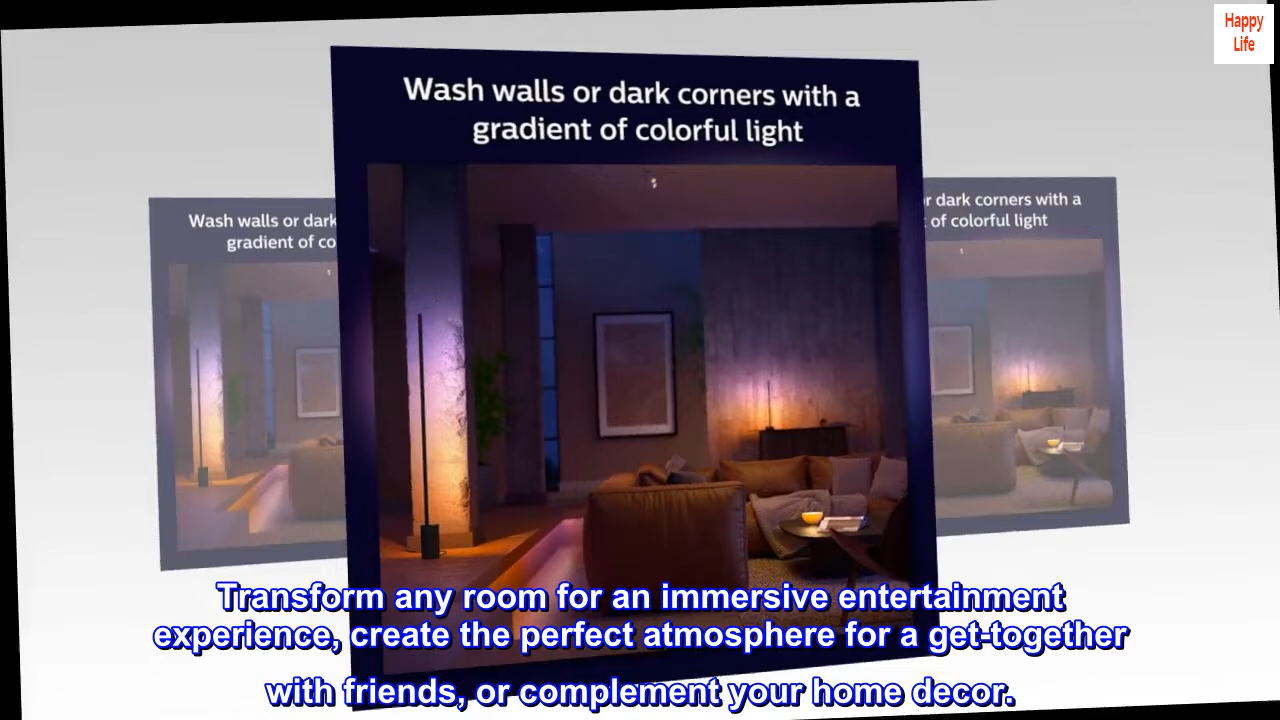 Happy
Life
Wash walls or dark corners with a
gradient of colorful light
Wash walls or dark
gradient of co
r dark corners with a
of colorful light
Transform any room for an immersive entertainment
experience, create the perfect atmosphere for a get-together
with friends, or complement your home decor.